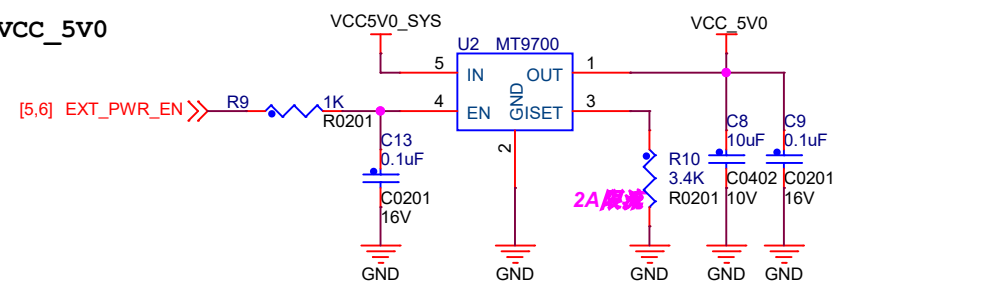 VCC_5V0
VCC5V0_SYS
VCC_5V0
U2 MT9700
5 IN OUT 1
[5,6] EXT_PWR_EN R9 1K
R0201
4 EN GND ISET 3
2
C13
0.1uF
C0201
16V
R10
3.4K
R0201
2A限流
C8
10uF
C0402
10V
C9
0.1uF
C0201
16V
GND GND GND GND GND